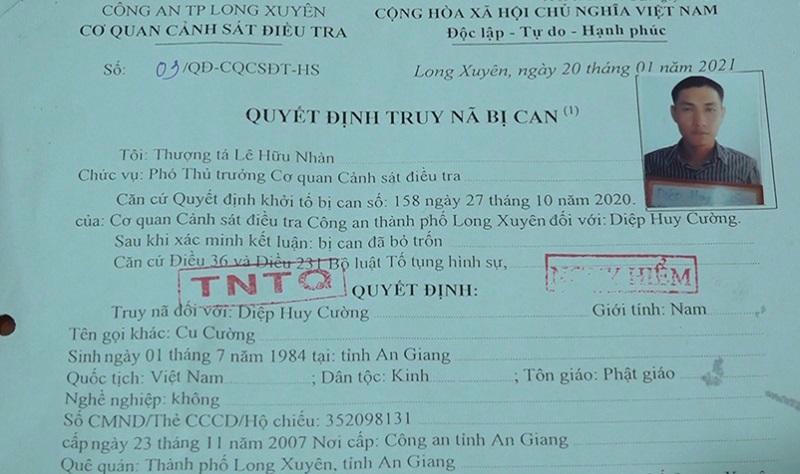 CÔNG AN TP LONG XUYÊN
CƠ QUAN CẢNH SÁT ĐIỀU TRA
CỘNG HÒA XÃ HỘI CHỦ NGHĨA VIỆT NAM
Độc lập - Tự do - Hạnh phúc
Số: 03/QĐ-CQCSĐT-HS
Long Xuyên, ngày 20 tháng 01 năm 2021
QUYẾT ĐỊNH TRUY NÃ BỊ CAN (1)
Tôi: Thượng tá Lê Hữu Nhàn
Chức vụ: Phó Thủ trưởng Cơ quan Cảnh sát điều tra
Căn cứ Quyết định khởi tố bị can số: 158 ngày 27 tháng 10 năm 2020.
của: Cơ quan Cảnh sát điều tra Công an thành phố Long Xuyên đối với: Diệp Huy Cường.
Sau khi xác minh kết luận: bị can đã bỏ trốn
Căn cứ Điều 36 và Điều 231 Bộ luật Tố tụng hình sự,
TNTQ
NGUY HIỂM
QUYẾT ĐỊNH:
Truy nã đối với: Diệp Huy Cường Giới tính: Nam
Tên gọi khác: Cu Cường
Sinh ngày 01 tháng 7 năm 1984 tại: tỉnh An Giang
Quốc tịch: Việt Nam ; Dân tộc: Kinh ; Tôn giáo: Phật giáo
Nghề nghiệp: không
Số CMND/Thẻ CCCD/Hộ chiếu: 352098131
cấp ngày 23 tháng 11 năm 2007 Nơi cấp: Công an tỉnh An Giang
Quê quán: Thành phố Long Xuyên, tỉnh An Giang